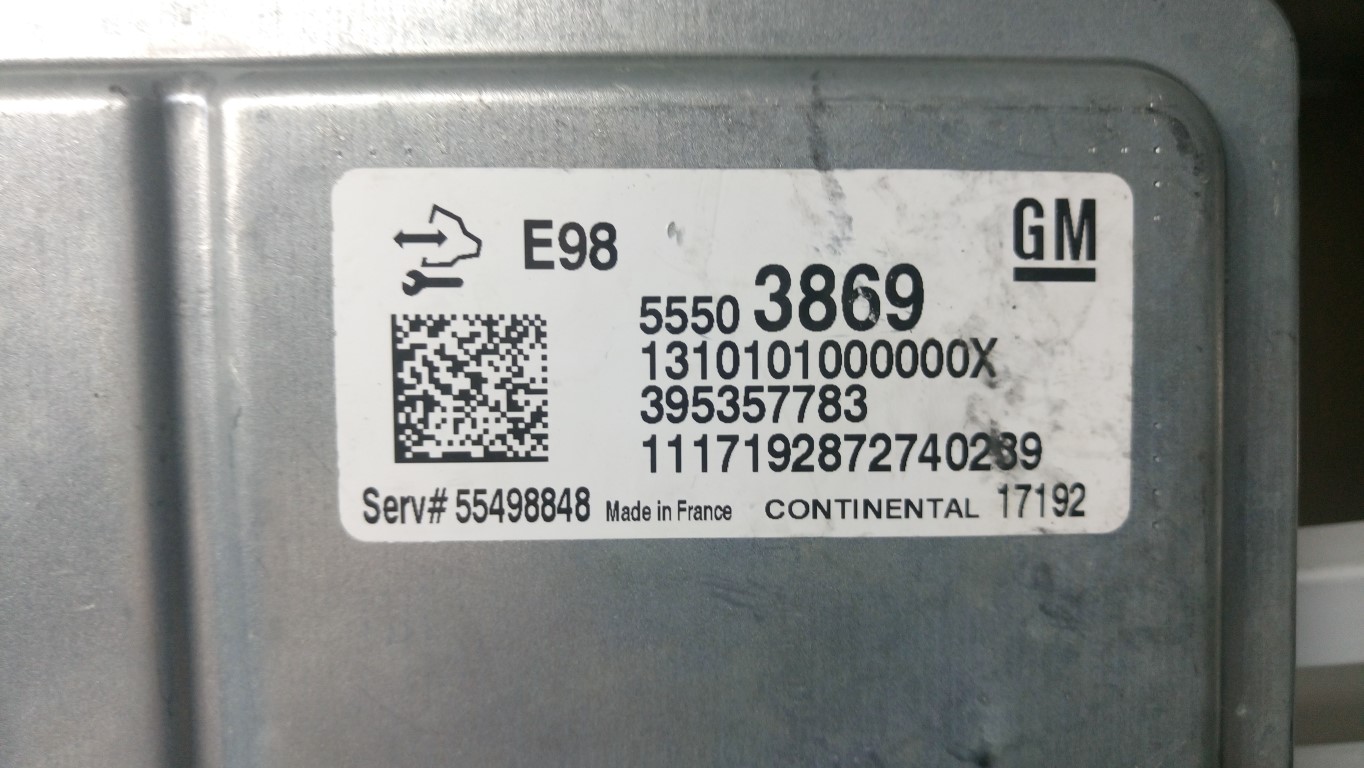 E98
GM
5550 3869
1310101000000X
395357783
1117192872740239
Serv# 55498848 Made in France CONTINENTAL 17192